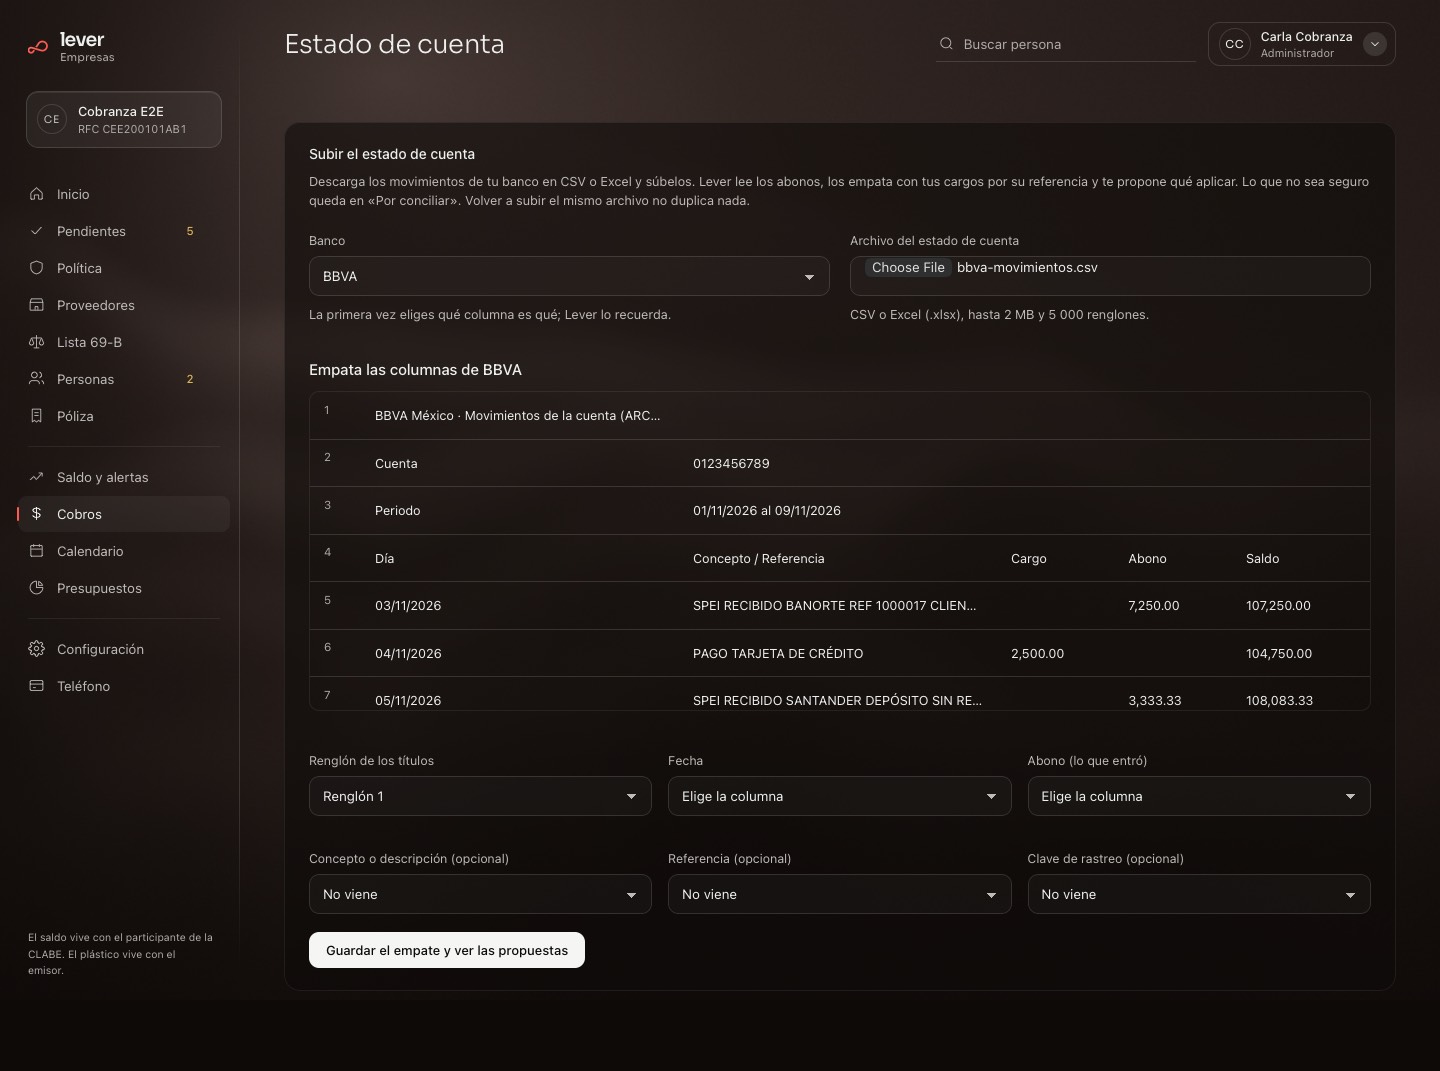 lever
Empresas
Estado de cuenta
Buscar persona
CC
Carla Cobranza
Administrador
CE
Cobranza E2E
RFC CEE200101AB1
Inicio
Pendientes 5
Política
Proveedores
Lista 69-B
Personas 2
Póliza
Saldo y alertas
Cobros
Calendario
Presupuestos
Configuración
Teléfono
El saldo vive con el participante de la
CLABE. El plástico vive con el
emisor.
Subir el estado de cuenta
Descarga los movimientos de tu banco en CSV o Excel y súbelos. Lever lee los abonos, los empata con tus cargos por su referencia y te propone qué aplicar. Lo que no sea seguro
queda en «Por conciliar». Volver a subir el mismo archivo no duplica nada.
Banco
BBVA
La primera vez eliges qué columna es qué; Lever lo recuerda.
Archivo del estado de cuenta
Choose File bbva-movimientos.csv
CSV o Excel (.xlsx), hasta 2 MB y 5 000 renglones.
Empata las columnas de BBVA
1 BBVA México · Movimientos de la cuenta (ARC...
2 Cuenta 0123456789
3 Periodo 01/11/2026 al 09/11/2026
4 Día Concepto / Referencia Cargo Abono Saldo
5 03/11/2026 SPEI RECIBIDO BANORTE REF 1000017 CLIEN... 7,250.00 107,250.00
6 04/11/2026 PAGO TARJETA DE CRÉDITO 2,500.00 104,750.00
7 05/11/2026 SPEI RECIBIDO SANTANDER DEPÓSITO SIN RE... 3,333.33 108,083.33
Renglón de los títulos
Renglón 1
Fecha
Elige la columna
Abono (lo que entró)
Elige la columna
Concepto o descripción (opcional)
No viene
Referencia (opcional)
No viene
Clave de rastreo (opcional)
No viene
Guardar el empate y ver las propuestas